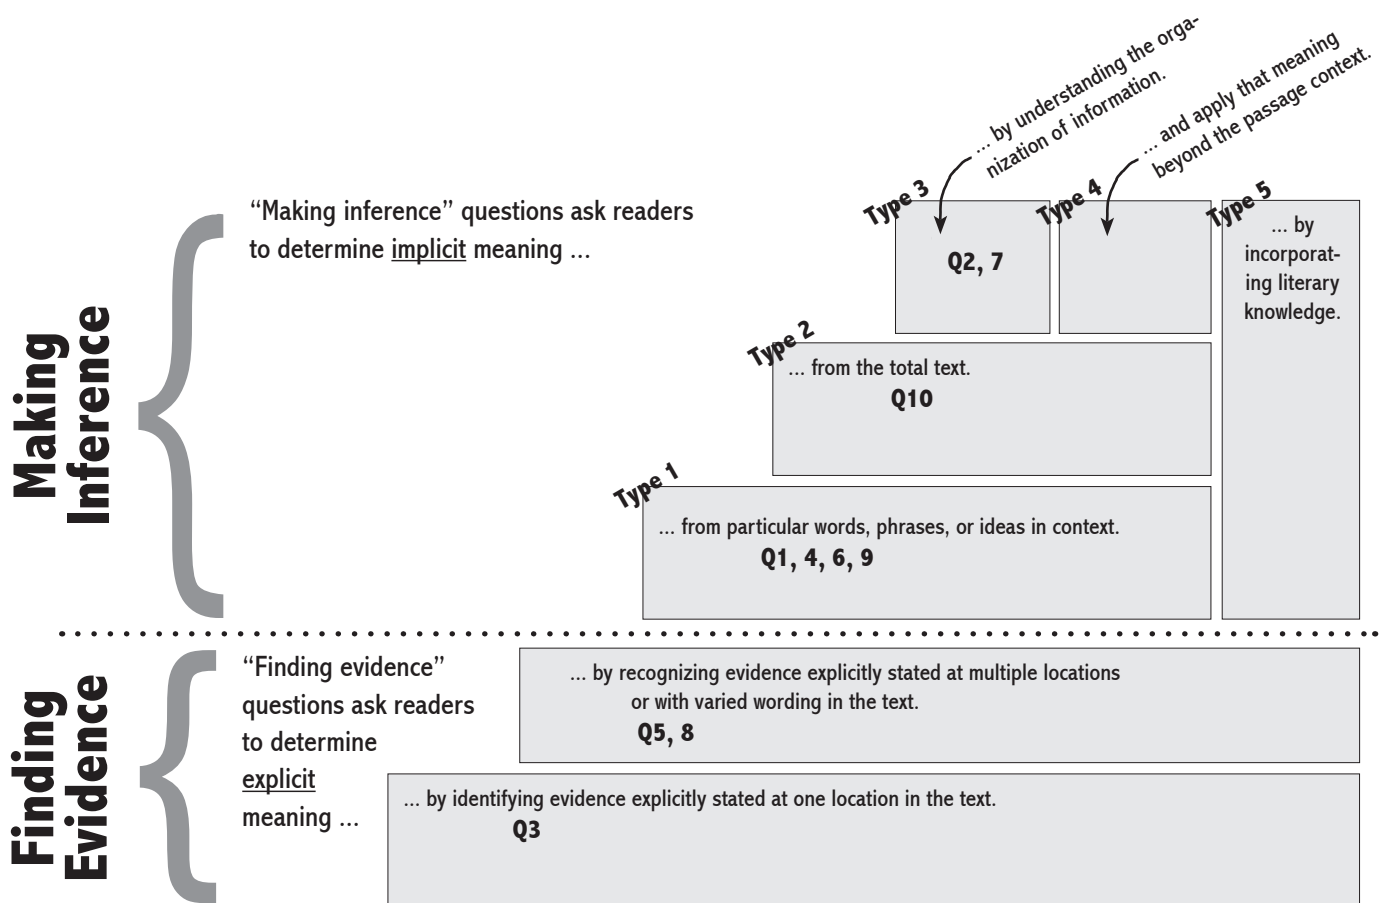 ... by understanding the orga-
nization of information.
... and apply that meaning
beyond the passage context.
Making
Inference
“Making inference” questions ask readers
to determine implicit meaning ...
Type 3
Q2, 7
Type 4
Type 5
... by
incorporat-
ing literary
knowledge.
Type 2
... from the total text.
Q10
Type 1
... from particular words, phrases, or ideas in context.
Q1, 4, 6, 9
Finding
Evidence
“Finding evidence”
questions ask readers
to determine
explicit
meaning ...
... by recognizing evidence explicitly stated at multiple locations
or with varied wording in the text.
Q5, 8
... by identifying evidence explicitly stated at one location in the text.
Q3